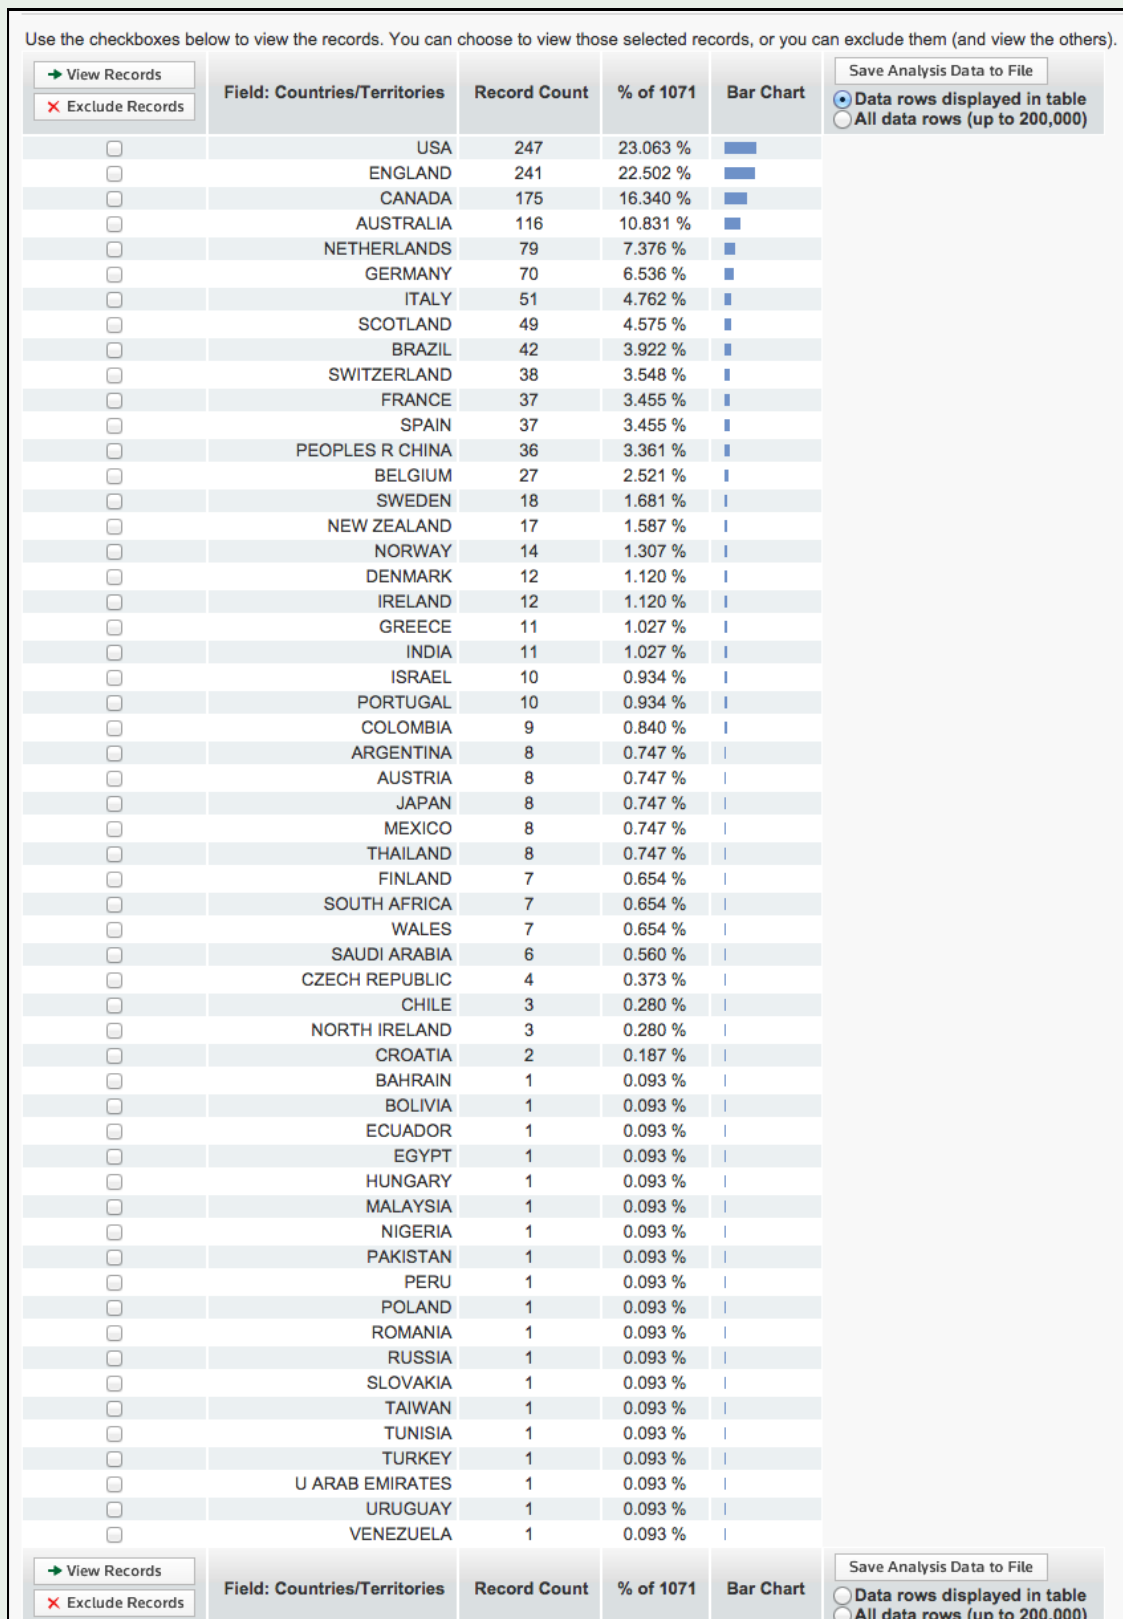 Use the checkboxes below to view the records. You can choose to view those selected records, or you can exclude them (and view the others).
View Records
Exclude Records
Field: Countries/Territories Record Count % of 1071 Bar Chart
Save Analysis Data to File
Data rows displayed in table
All data rows (up to 200,000)
USA 247 23.063 %
ENGLAND 241 22.502 %
CANADA 175 16.340 %
AUSTRALIA 116 10.831 %
NETHERLANDS 79 7.376 %
GERMANY 70 6.536 %
ITALY 51 4.762 %
SCOTLAND 49 4.575 %
BRAZIL 42 3.922 %
SWITZERLAND 38 3.548 %
FRANCE 37 3.455 %
SPAIN 37 3.455 %
PEOPLES R CHINA 36 3.361 %
BELGIUM 27 2.521 %
SWEDEN 18 1.681 %
NEW ZEALAND 17 1.587 %
NORWAY 14 1.307 %
DENMARK 12 1.120 %
IRELAND 12 1.120 %
GREECE 11 1.027 %
INDIA 11 1.027 %
ISRAEL 10 0.934 %
PORTUGAL 10 0.934 %
COLOMBIA 9 0.840 %
ARGENTINA 8 0.747 %
AUSTRIA 8 0.747 %
JAPAN 8 0.747 %
MEXICO 8 0.747 %
THAILAND 8 0.747 %
FINLAND 7 0.654 %
SOUTH AFRICA 7 0.654 %
WALES 7 0.654 %
SAUDI ARABIA 6 0.560 %
CZECH REPUBLIC 4 0.373 %
CHILE 3 0.280 %
NORTH IRELAND 3 0.280 %
CROATIA 2 0.187 %
BAHRAIN 1 0.093 %
BOLIVIA 1 0.093 %
ECUADOR 1 0.093 %
EGYPT 1 0.093 %
HUNGARY 1 0.093 %
MALAYSIA 1 0.093 %
NIGERIA 1 0.093 %
PAKISTAN 1 0.093 %
PERU 1 0.093 %
POLAND 1 0.093 %
ROMANIA 1 0.093 %
RUSSIA 1 0.093 %
SLOVAKIA 1 0.093 %
TAIWAN 1 0.093 %
TUNISIA 1 0.093 %
TURKEY 1 0.093 %
U ARAB EMIRATES 1 0.093 %
URUGUAY 1 0.093 %
VENEZUELA 1 0.093 %
View Records
Exclude Records
Field: Countries/Territories Record Count % of 1071 Bar Chart
Save Analysis Data to File
Data rows displayed in table
All data rows (up to 200,000)